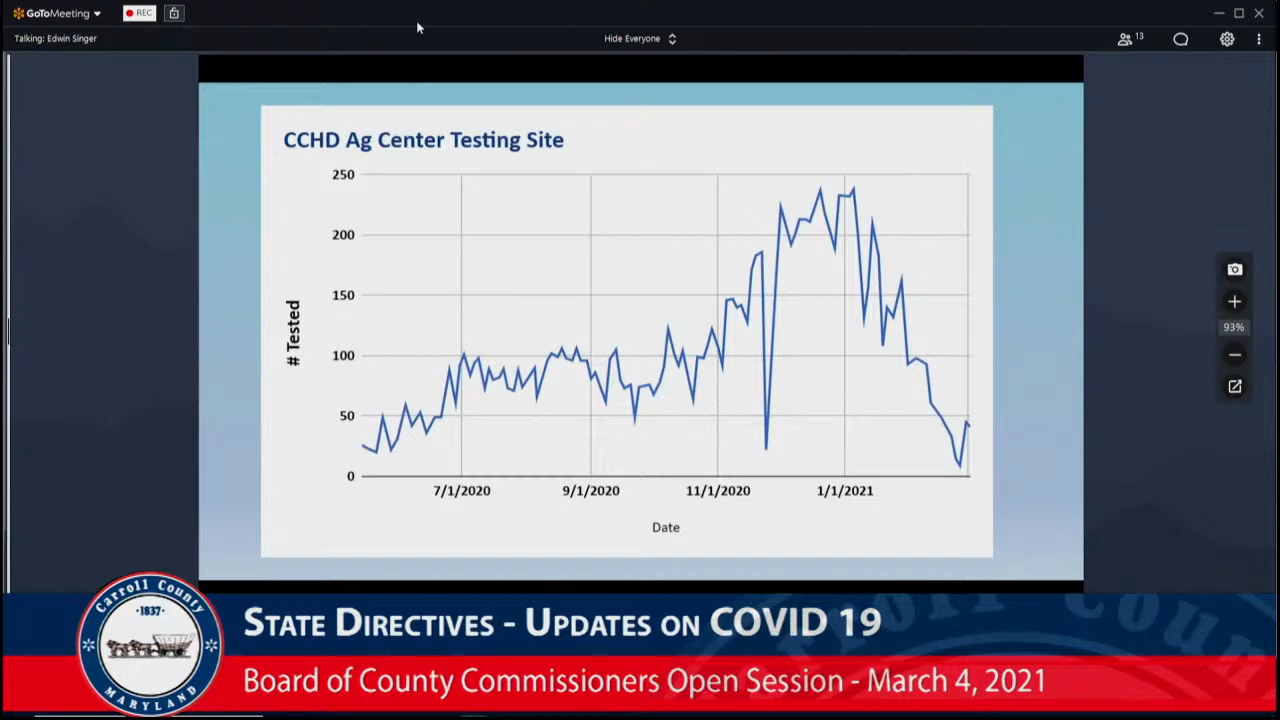 GoToMeeting
REC
Talking: Edwin Singer
Hide Everyone
13
CCHD Ag Center Testing Site
250
200
150
100
50
0
# Tested
7/1/2020 9/1/2020 11/1/2020 1/1/2021
Date
93%
Carroll County
·1837·
MARYLAND
STATE DIRECTIVES - UPDATES ON COVID 19
Board of County Commissioners Open Session - March 4, 2021